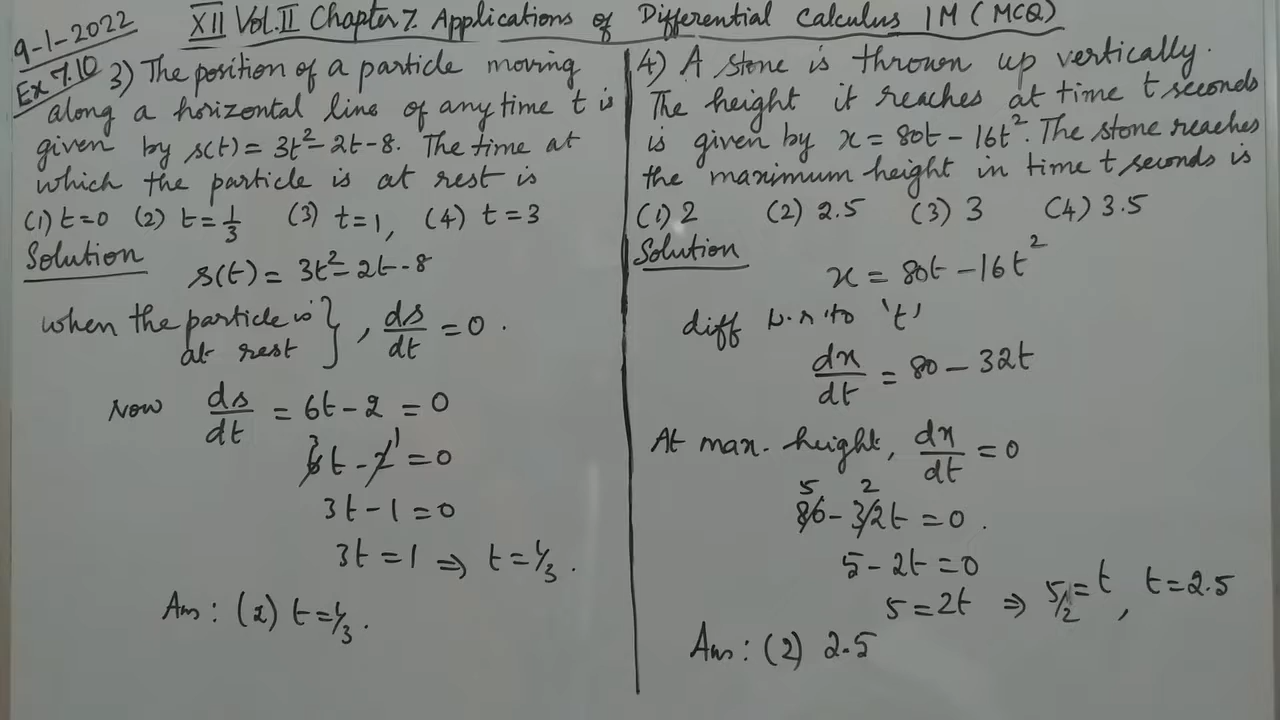 9-1-2022
XII Vol.II Chapter 7. Applications of Differential Calculus 1M (MCQ)
Ex 7.10
3) The position of a particle moving
along a horizontal line of any time t is
given by s(t) = 3t² - 2t - 8. The time at
which the particle is at rest is
(1) t=0 (2) t = 1/3 (3) t=1, (4) t = 3
Solution
s(t) = 3t² - 2t - 8
when the particle is
at rest } , ds/dt = 0.
Now ds/dt = 6t - 2 = 0
3 1
6t - 2 = 0
3t - 1 = 0
3t = 1 ⇒ t = 1/3.
Ans: (2) t = 1/3.
4) A stone is thrown up vertically.
The height it reaches at time t seconds
is given by x = 80t - 16t². The stone reaches
the maximum height in time t seconds is
(1) 2 (2) 2.5 (3) 3 (4) 3.5
Solution
x = 80t - 16t²
diff w.r.to 't'
dx/dt = 80 - 32t
At max. height, dx/dt = 0
5 2
80 - 32t = 0.
5 - 2t = 0
5 = 2t ⇒ 5/2 = t, t = 2.5
Ans: (2) 2.5